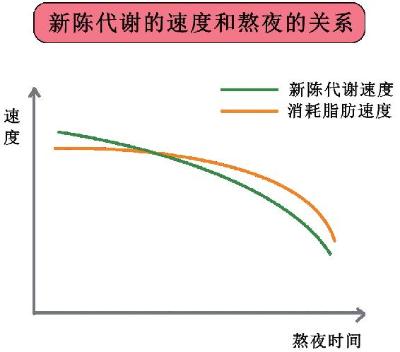 新陈代谢的速度和熬夜的关系
新陈代谢速度
消耗脂肪速度
速
度
熬夜时间